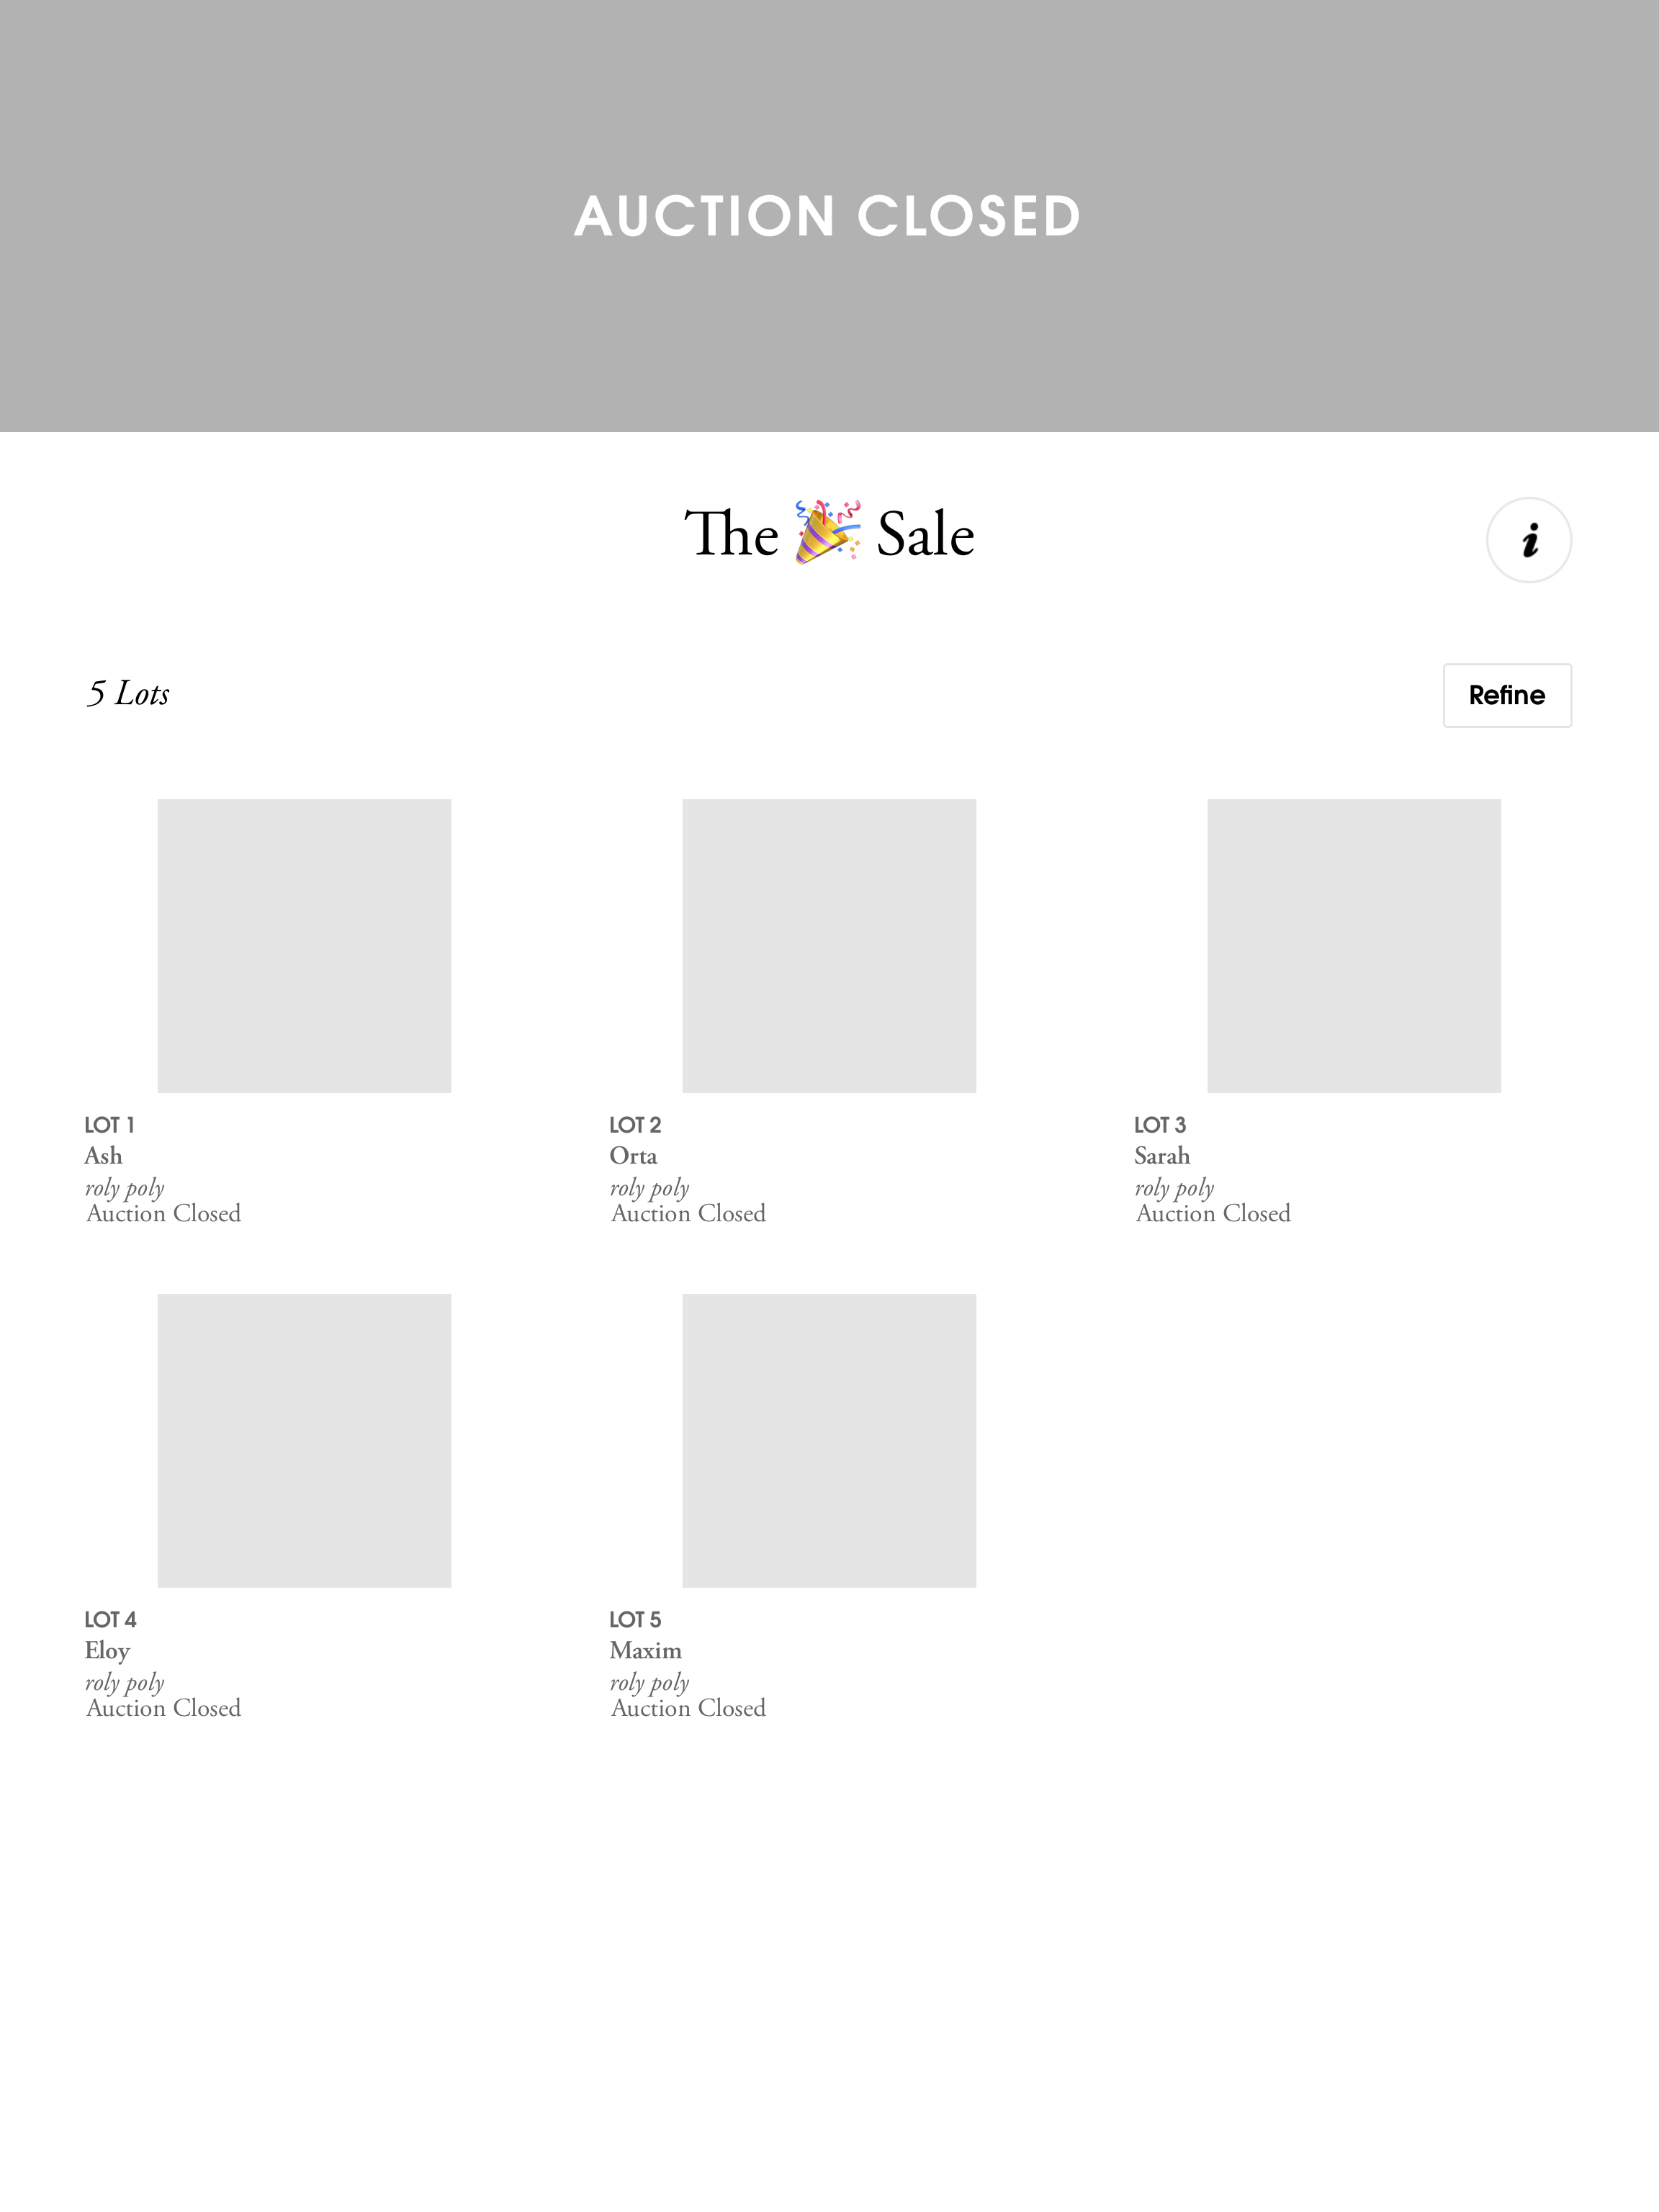 AUCTION CLOSED
The 🎉 Sale
i
5 Lots
Refine
LOT 1
Ash
roly poly
Auction Closed
LOT 2
Orta
roly poly
Auction Closed
LOT 3
Sarah
roly poly
Auction Closed
LOT 4
Eloy
roly poly
Auction Closed
LOT 5
Maxim
roly poly
Auction Closed